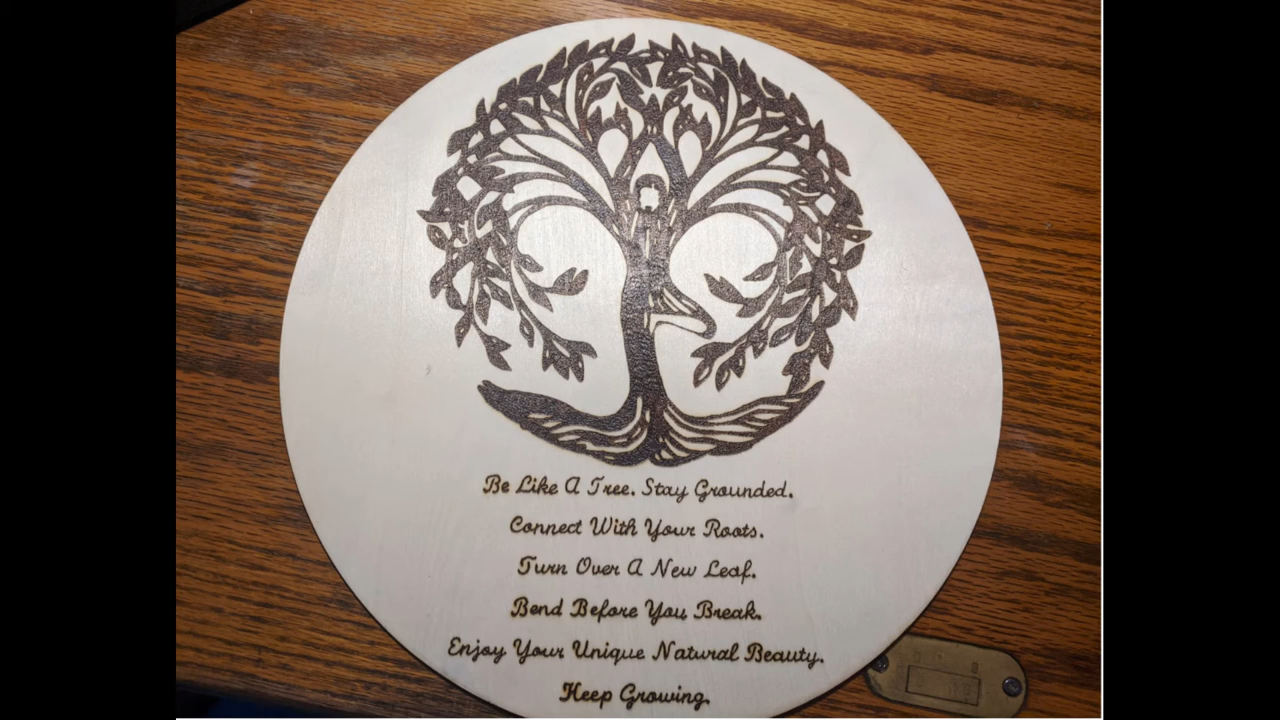 Be Like A Tree. Stay Grounded.
Connect With Your Roots.
Turn Over A New Leaf.
Bend Before You Break.
Enjoy Your Unique Natural Beauty.
Keep Growing.